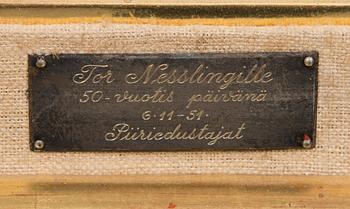 Tor Nesslingille
50-vuotis päivänä
6·11-51·
Piiriedustajat